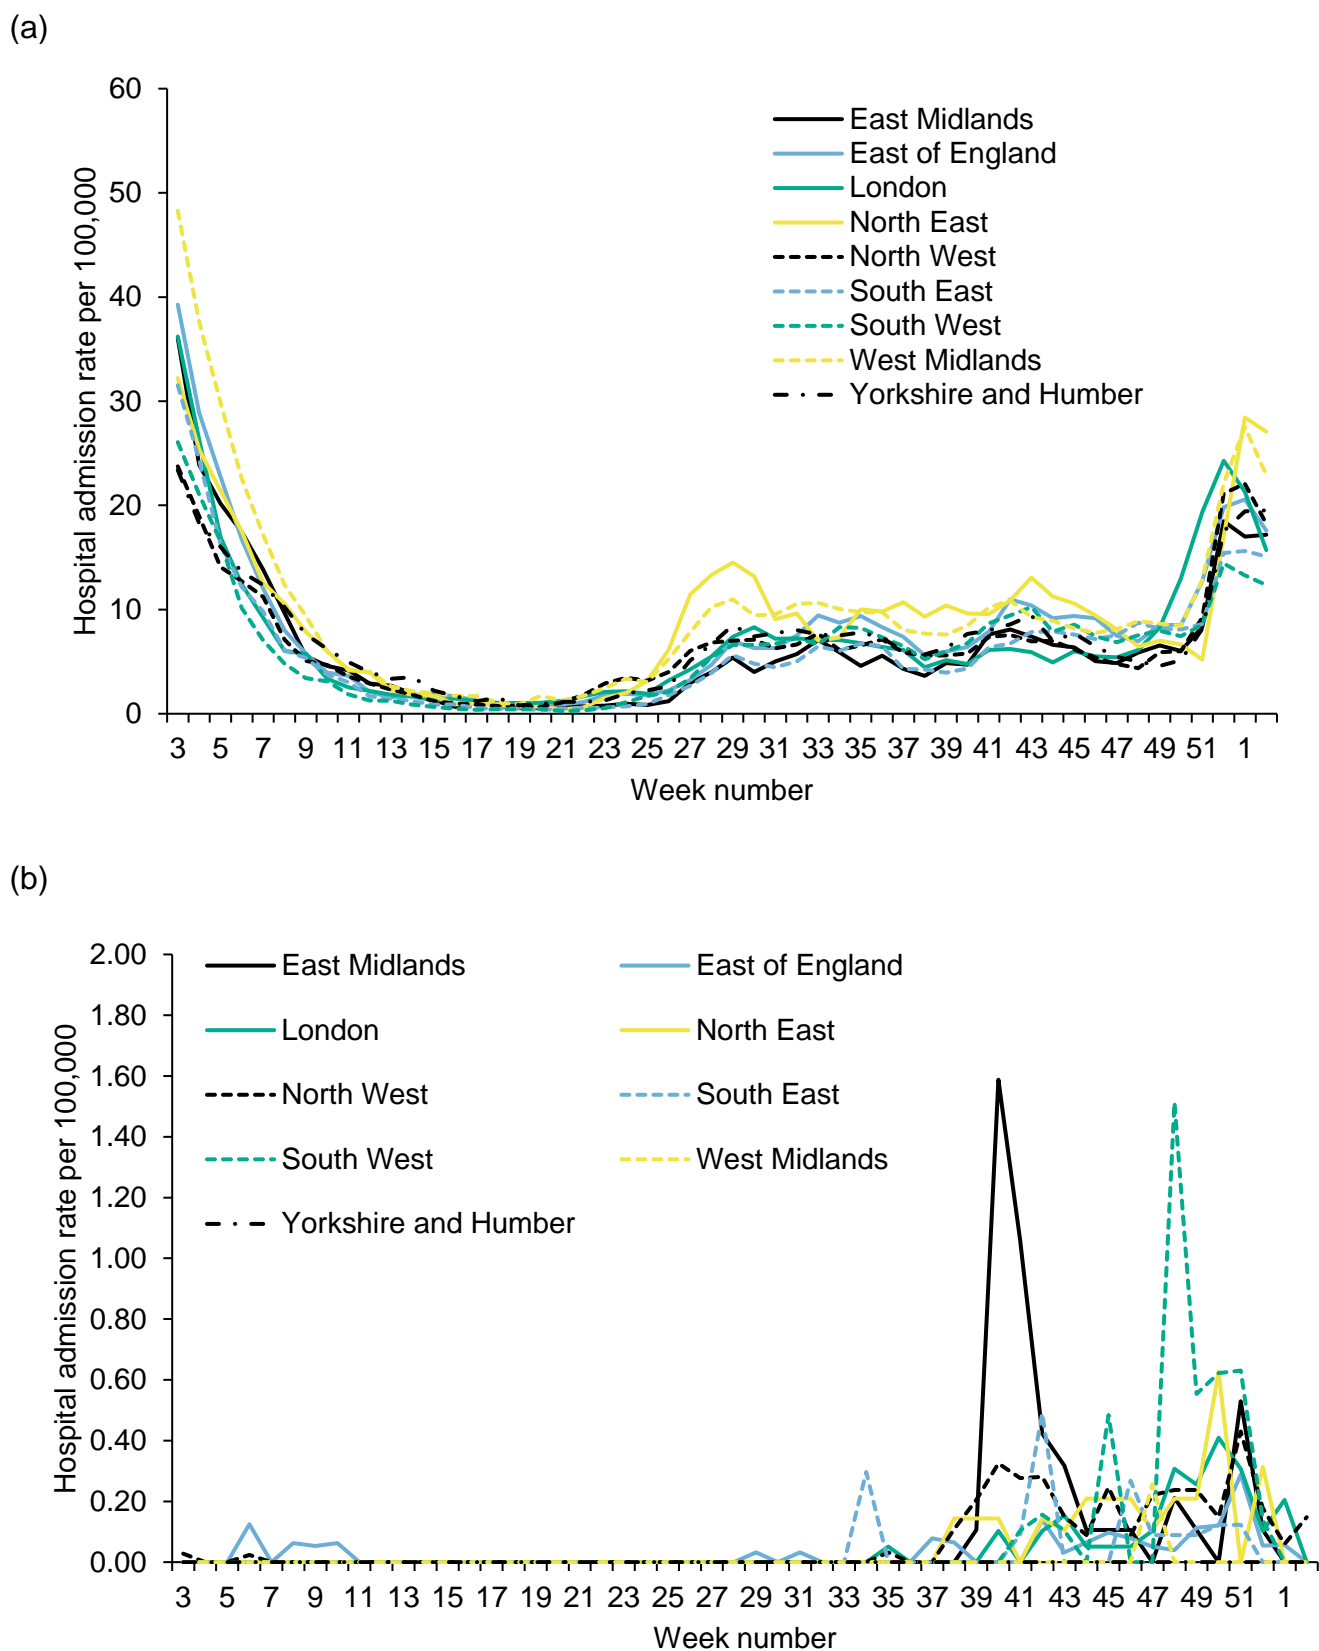 (a)
60
50
40
30
20
10
0
Hospital admission rate per 100,000
East Midlands
East of England
London
North East
North West
South East
South West
West Midlands
Yorkshire and Humber
3 5 7 9 11 13 15 17 19 21 23 25 27 29 31 33 35 37 39 41 43 45 47 49 51 1
Week number
(b)
2.00
1.80
1.60
1.40
1.20
1.00
0.80
0.60
0.40
0.20
0.00
Hospital admission rate per 100,000
East Midlands East of England
London North East
North West South East
South West West Midlands
Yorkshire and Humber
3 5 7 9 11 13 15 17 19 21 23 25 27 29 31 33 35 37 39 41 43 45 47 49 51 1
Week number